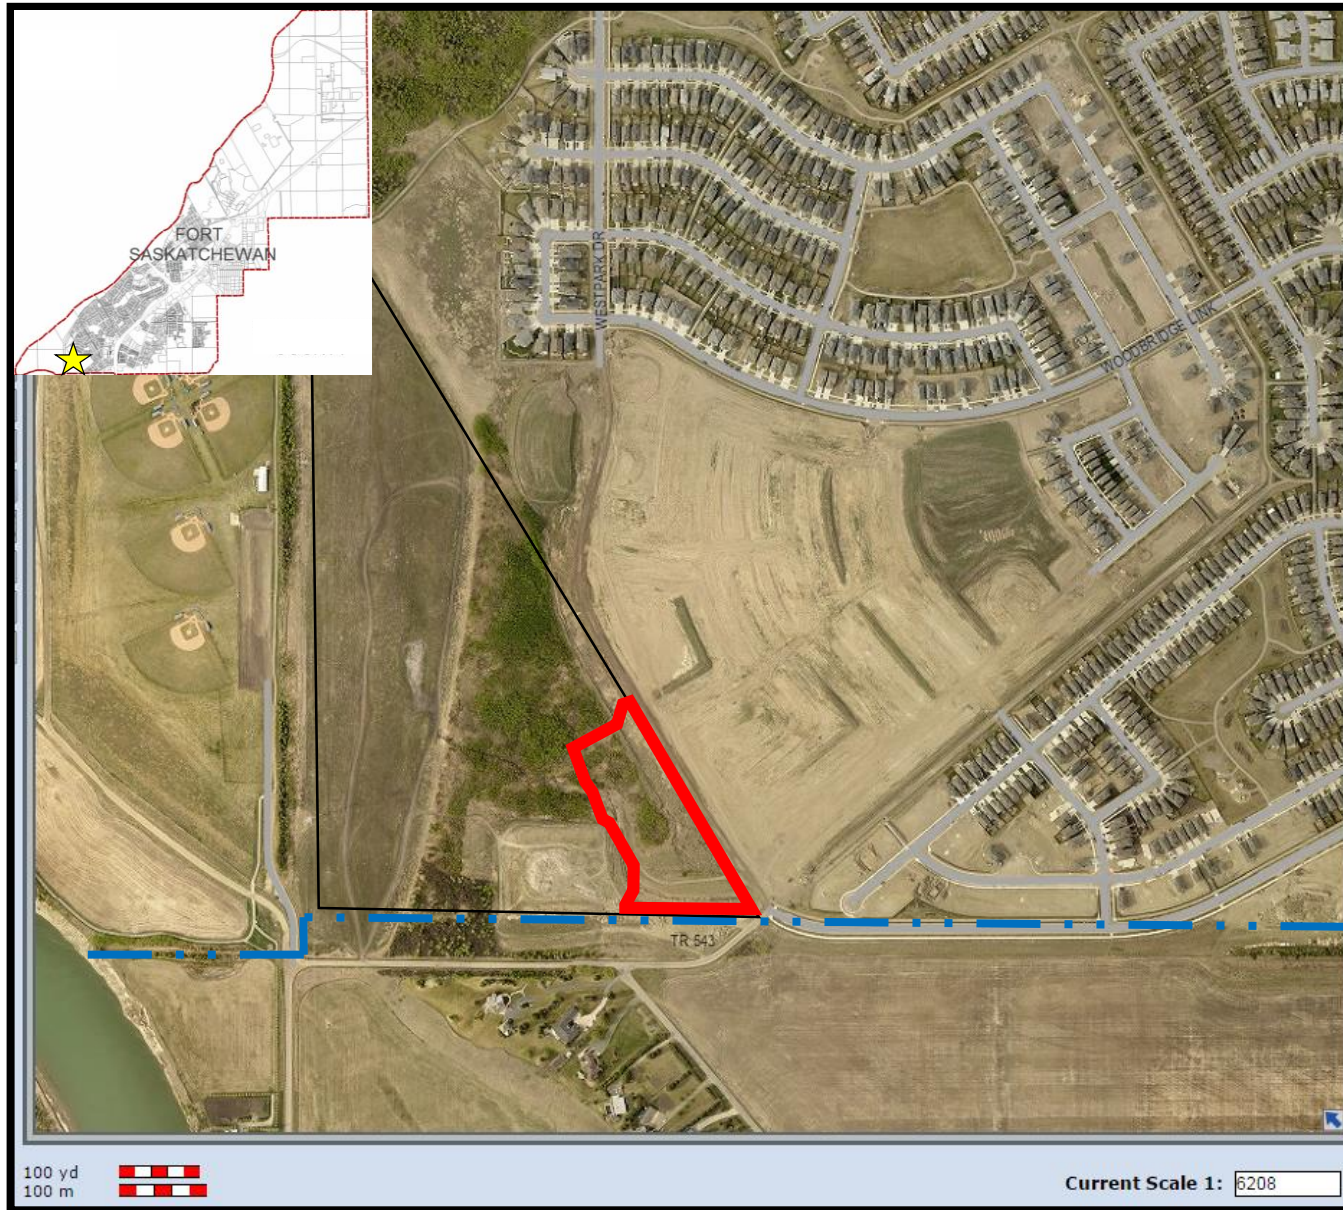 FORT
SASKATCHEWAN
WESTPARK DR
WOODBRIDGE LINK
TR 543
100 yd
100 m
Current Scale 1: 6208